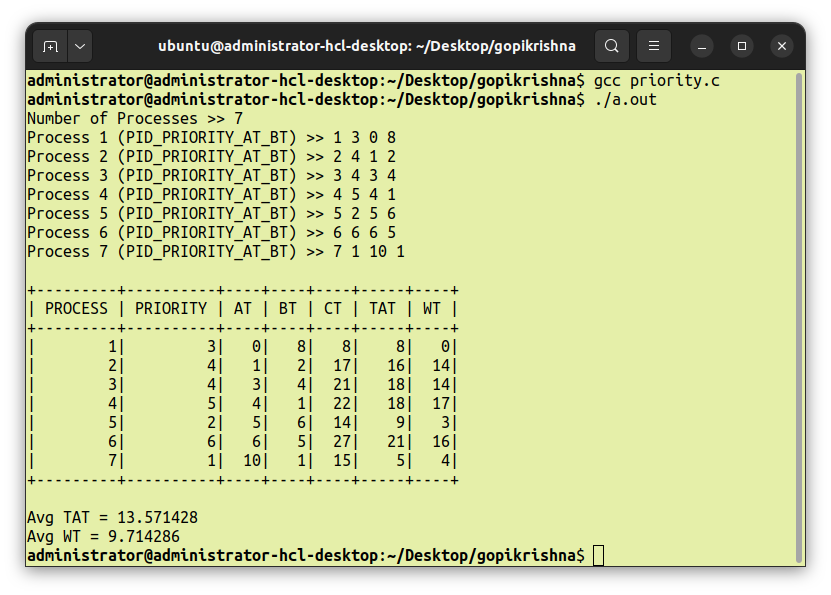 ubuntu@administrator-hcl-desktop: ~/Desktop/gopikrishna
administrator@administrator-hcl-desktop:~/Desktop/gopikrishna$ gcc priority.c
administrator@administrator-hcl-desktop:~/Desktop/gopikrishna$ ./a.out
Number of Processes >> 7
Process 1 (PID_PRIORITY_AT_BT) >> 1 3 0 8
Process 2 (PID_PRIORITY_AT_BT) >> 2 4 1 2
Process 3 (PID_PRIORITY_AT_BT) >> 3 4 3 4
Process 4 (PID_PRIORITY_AT_BT) >> 4 5 4 1
Process 5 (PID_PRIORITY_AT_BT) >> 5 2 5 6
Process 6 (PID_PRIORITY_AT_BT) >> 6 6 6 5
Process 7 (PID_PRIORITY_AT_BT) >> 7 1 10 1

+---------+----------+----+----+----+-----+----+
| PROCESS | PRIORITY | AT | BT | CT | TAT | WT |
+---------+----------+----+----+----+-----+----+
|        1|         3|   0|   8|   8|    8|   0|
|        2|         4|   1|   2|  17|   16|  14|
|        3|         4|   3|   4|  21|   18|  14|
|        4|         5|   4|   1|  22|   18|  17|
|        5|         2|   5|   6|  14|    9|   3|
|        6|         6|   6|   5|  27|   21|  16|
|        7|         1|  10|   1|  15|    5|   4|
+---------+----------+----+----+----+-----+----+

Avg TAT = 13.571428
Avg WT = 9.714286
administrator@administrator-hcl-desktop:~/Desktop/gopikrishna$